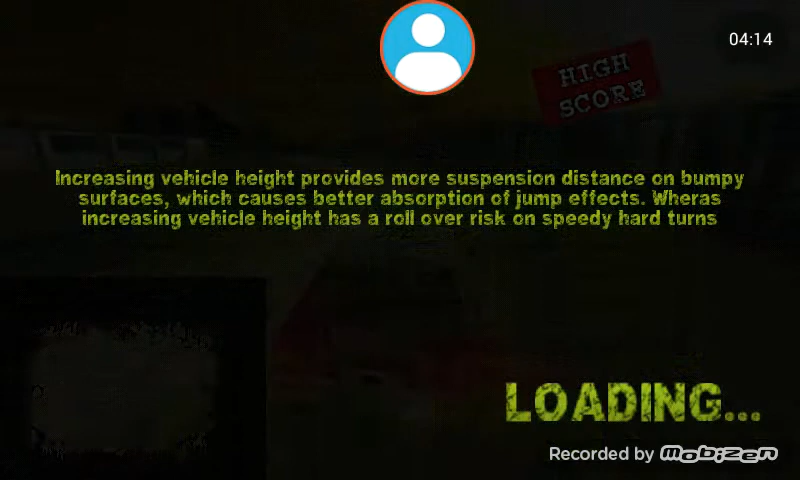 04:14
HIGH
SCORE
Increasing vehicle height provides more suspension distance on bumpy
surfaces, which causes better absorption of jump effects. Wheras
increasing vehicle height has a roll over risk on speedy hard turns
LOADING...
Recorded by Mobizen